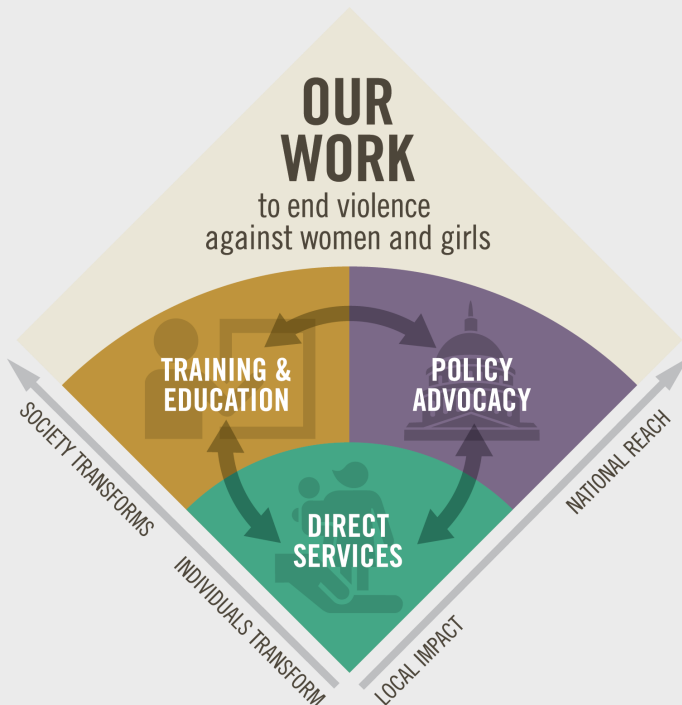 OUR
WORK
to end violence
against women and girls
TRAINING &
EDUCATION
POLICY
ADVOCACY
DIRECT
SERVICES
SOCIETY TRANSFORMS
INDIVIDUALS TRANSFORM
LOCAL IMPACT
NATIONAL REACH